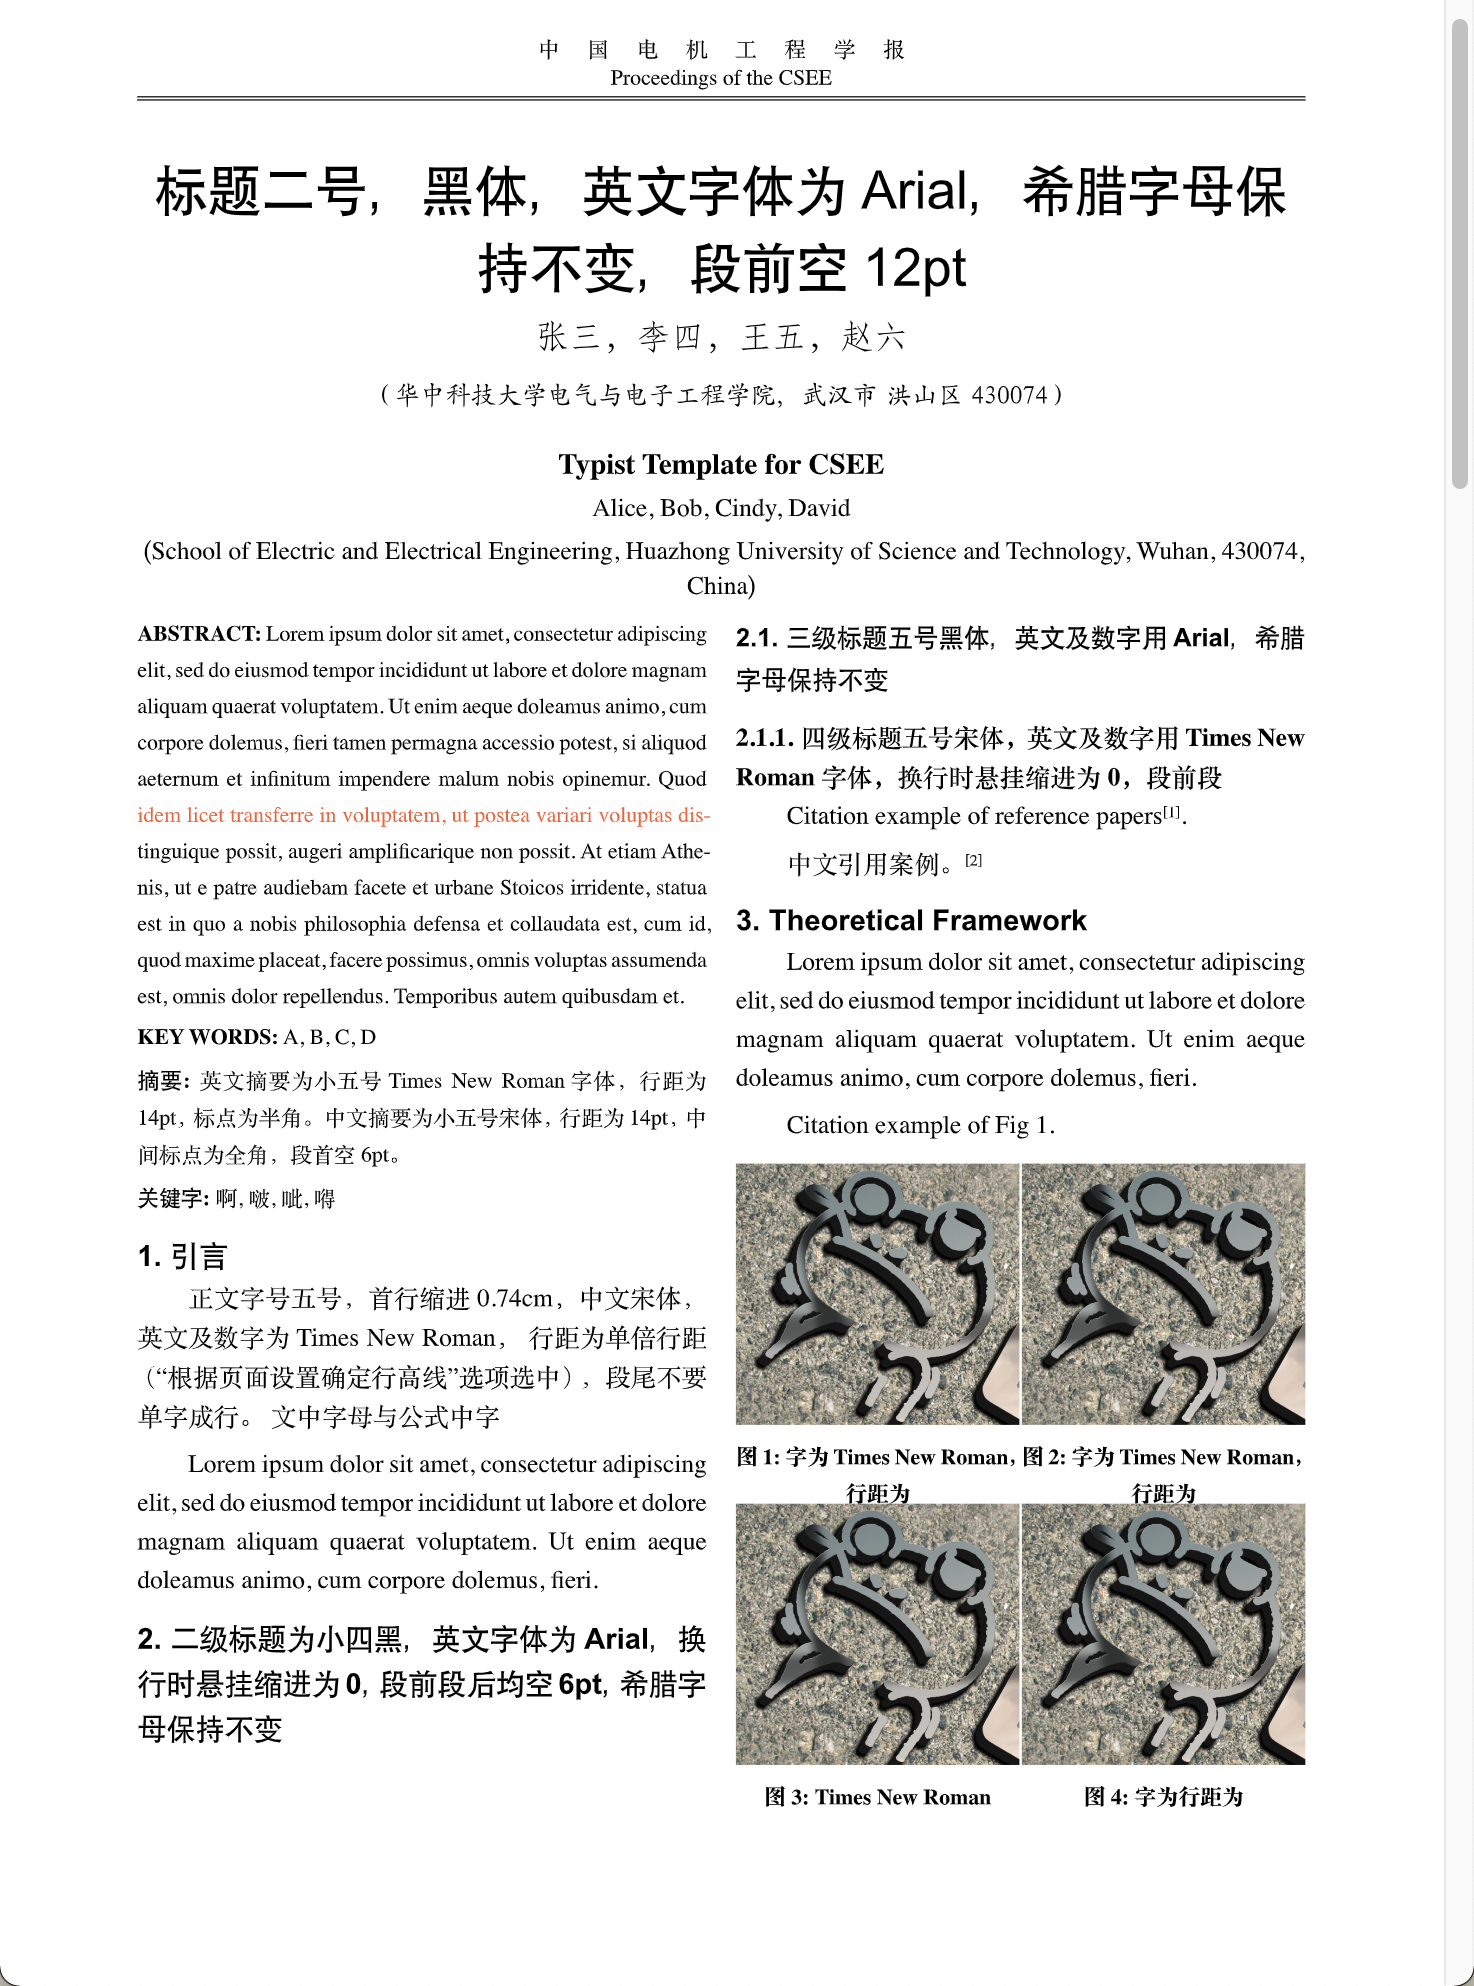 中 国 电 机 工 程 学 报
Proceedings of the CSEE
标题二号，黑体，英文字体为 Arial，希腊字母保
持不变，段前空 12pt
张三，李四，王五，赵六
（华中科技大学电气与电子工程学院，武汉市 洪山区 430074）
Typist Template for CSEE
Alice, Bob, Cindy, David
(School of Electric and Electrical Engineering, Huazhong University of Science and Technology, Wuhan, 430074,
China)
ABSTRACT: Lorem ipsum dolor sit amet, consectetur adipiscing
elit, sed do eiusmod tempor incididunt ut labore et dolore magnam
aliquam quaerat voluptatem. Ut enim aeque doleamus animo, cum
corpore dolemus, fieri tamen permagna accessio potest, si aliquod
aeternum et infinitum impendere malum nobis opinemur. Quod
idem licet transferre in voluptatem, ut postea variari voluptas dis-
tinguique possit, augeri amplificarique non possit. At etiam Athe-
nis, ut e patre audiebam facete et urbane Stoicos irridente, statua
est in quo a nobis philosophia defensa et collaudata est, cum id,
quod maxime placeat, facere possimus, omnis voluptas assumenda
est, omnis dolor repellendus. Temporibus autem quibusdam et.
KEY WORDS: A, B, C, D
摘要: 英文摘要为小五号 Times New Roman 字体，行距为
14pt，标点为半角。中文摘要为小五号宋体，行距为 14pt，中
间标点为全角，段首空 6pt。
关键字: 啊, 啵, 呲, 嘚
1. 引言
正文字号五号，首行缩进 0.74cm，中文宋体，
英文及数字为 Times New Roman， 行距为单倍行距
（“根据页面设置确定行高线”选项选中），段尾不要
单字成行。 文中字母与公式中字
Lorem ipsum dolor sit amet, consectetur adipiscing
elit, sed do eiusmod tempor incididunt ut labore et dolore
magnam aliquam quaerat voluptatem. Ut enim aeque
doleamus animo, cum corpore dolemus, fieri.
2. 二级标题为小四黑，英文字体为 Arial，换
行时悬挂缩进为 0，段前段后均空 6pt，希腊字
母保持不变
2.1. 三级标题五号黑体，英文及数字用 Arial，希腊
字母保持不变
2.1.1. 四级标题五号宋体，英文及数字用 Times New
Roman 字体，换行时悬挂缩进为 0，段前段
Citation example of reference papers[1].
中文引用案例。[2]
3. Theoretical Framework
Lorem ipsum dolor sit amet, consectetur adipiscing
elit, sed do eiusmod tempor incididunt ut labore et dolore
magnam aliquam quaerat voluptatem. Ut enim aeque
doleamus animo, cum corpore dolemus, fieri.
Citation example of Fig 1.
图 1: 字为 Times New Roman，
行距为
图 2: 字为 Times New Roman，
行距为
图 3: Times New Roman
图 4: 字为行距为